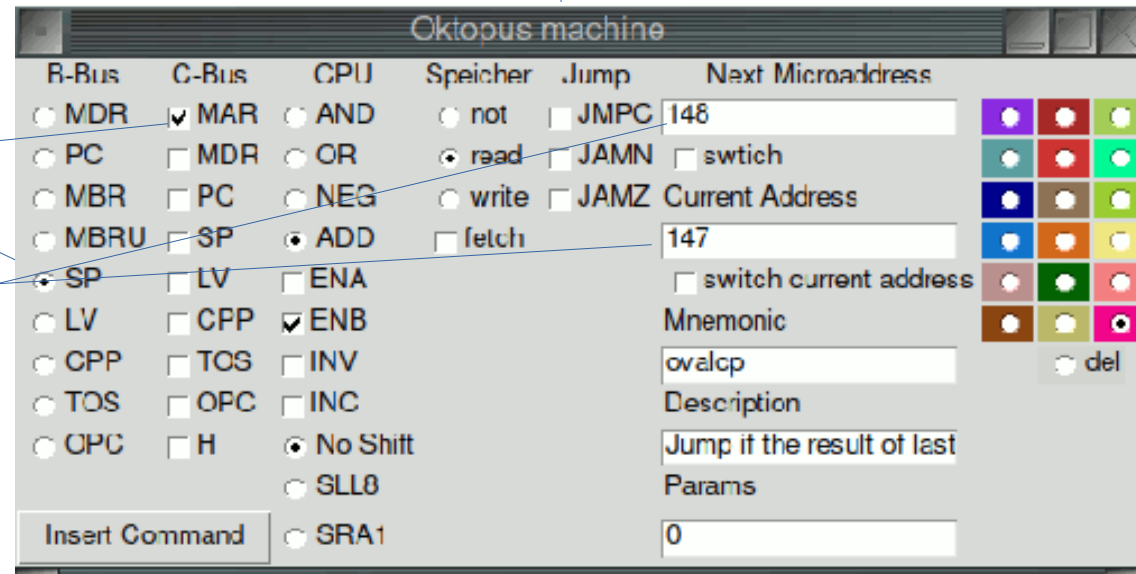 Oktopus machine
B-Bus C-Bus CPU Speicher Jump Next Microaddress
MDR MAR AND not JMPC 148
PC MDR OR read JAMN swtich
MBR PC NEG write JAMZ Current Address
MBRU SP ADD fetch 147
SP LV ENA switch current address
LV CPP ENB Mnemonic
CPP TOS INV ovalcp del
TOS OPC INC Description
OPC H No Shift Jump if the result of last
SLL8 Params
Insert Command SRA1 0